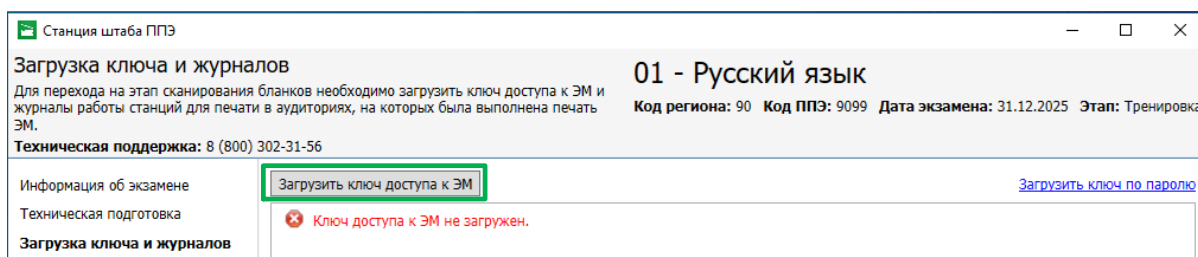 Станция штаба ППЭ
Загрузка ключа и журналов
Для перехода на этап сканирования бланков необходимо загрузить ключ доступа к ЭМ и
журналы работы станций для печати в аудиториях, на которых была выполнена печать
ЭМ.
Техническая поддержка: 8 (800) 302-31-56
01 - Русский язык
Код региона: 90 Код ППЭ: 9099 Дата экзамена: 31.12.2025 Этап: Тренировка
Информация об экзамене
Техническая подготовка
Загрузка ключа и журналов
Загрузить ключ доступа к ЭМ
Загрузить ключ по паролю
Ключ доступа к ЭМ не загружен.